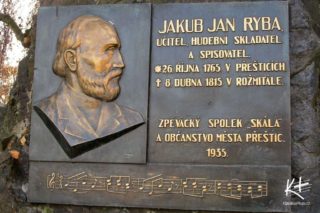 JAKUB JAN RYBA,
UČITEL, HUDEBNÍ SKLADATEL
A SPISOVATEL.
* 26 ŘÍJNA 1765 V PŘEŠTICÍCH
† 8 DUBNA 1815 V ROŽMITÁLE.
ZPĚVÁCKÝ SPOLEK „SKÁLA"
A OBČANSTVO MĚSTA PŘEŠTIC.
1935.